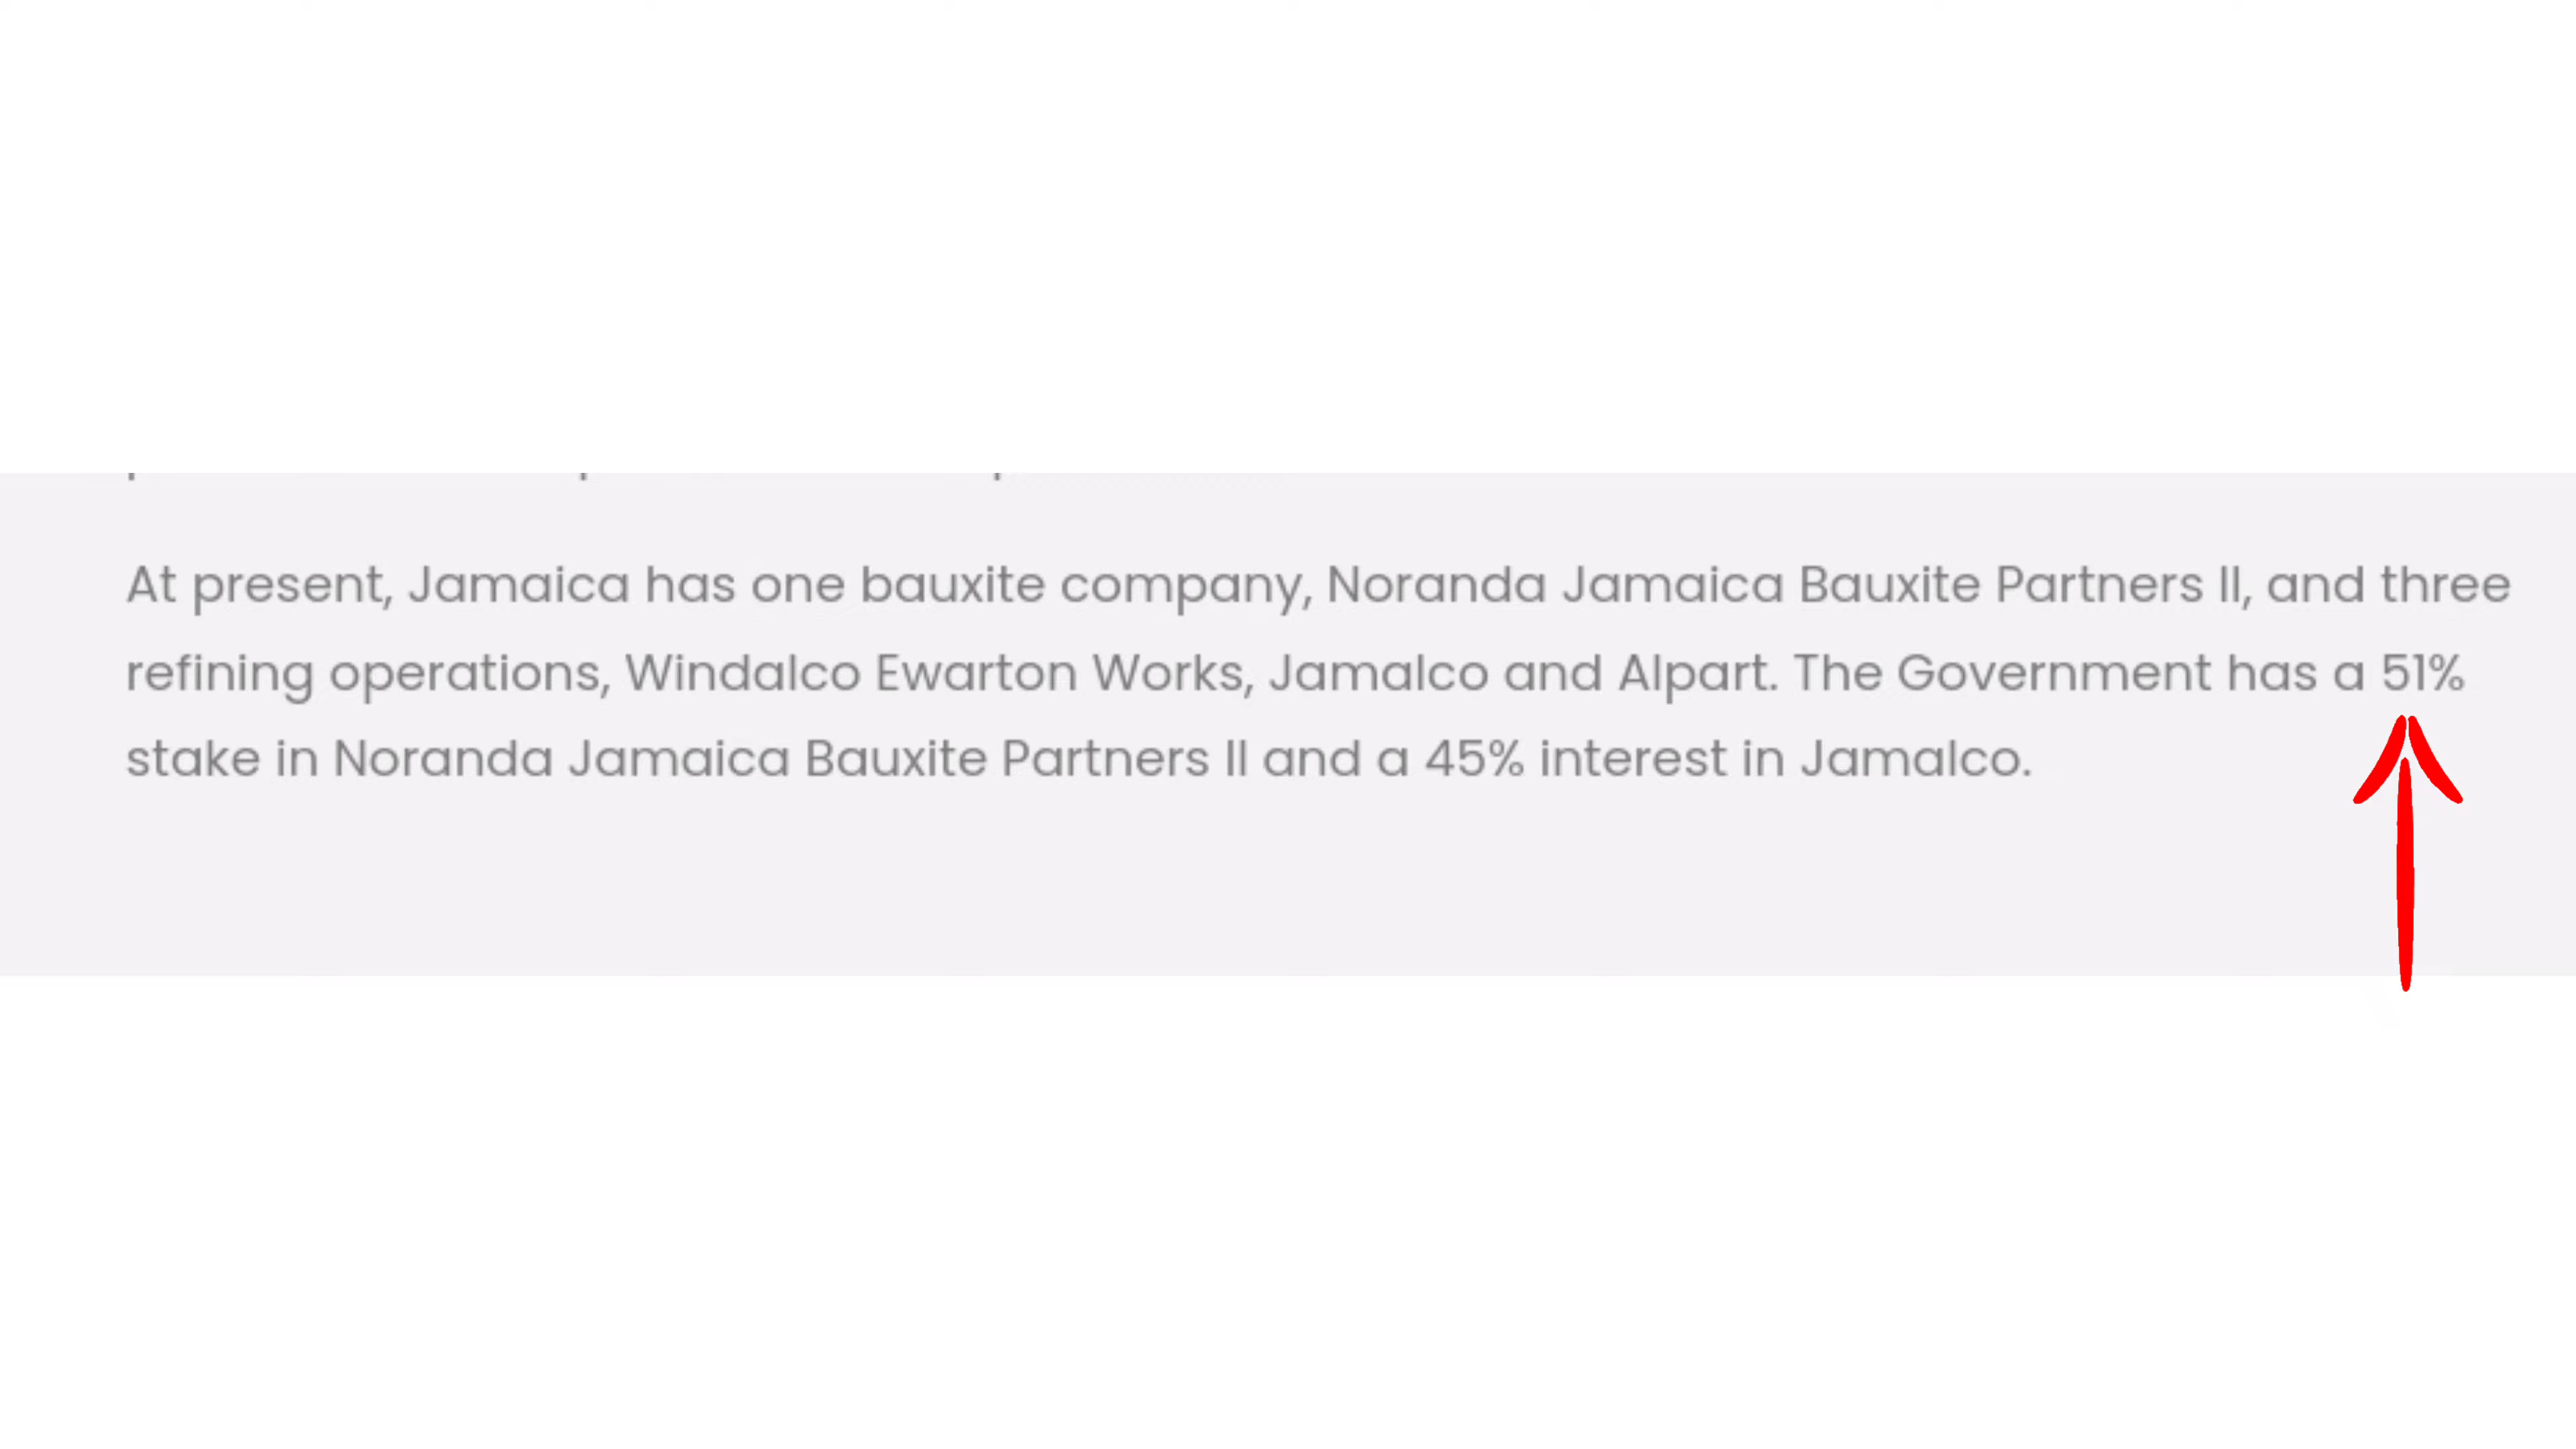 At present, Jamaica has one bauxite company, Noranda Jamaica Bauxite Partners II, and three
refining operations, Windalco Ewarton Works, Jamalco and Alpart. The Government has a 51%
stake in Noranda Jamaica Bauxite Partners II and a 45% interest in Jamalco.